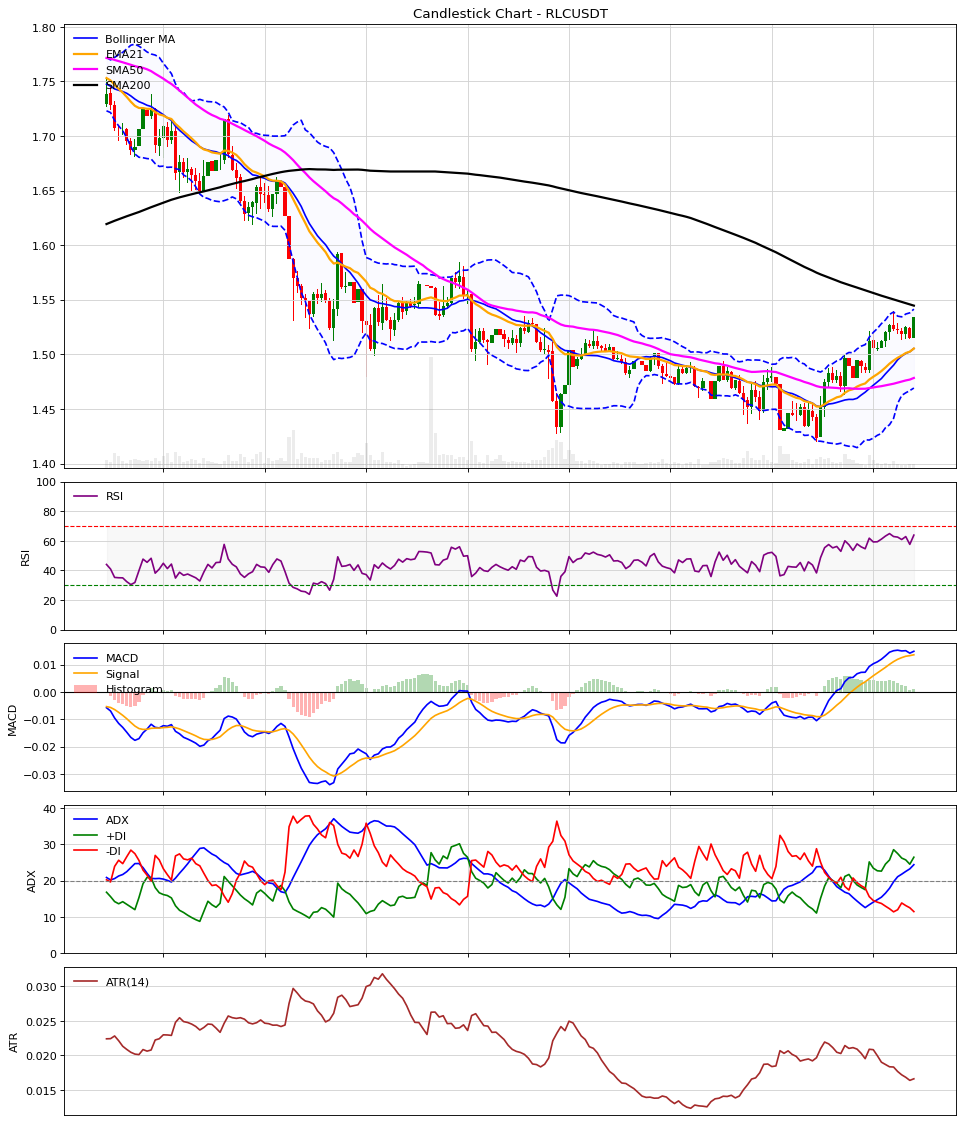 Candlestick Chart - RLCUSDT
1.80
1.75
1.70
1.65
1.60
1.55
1.50
1.45
1.40
Bollinger MA
EMA21
SMA50
SMA200
100
80
60
40
20
0
RSI
RSI
0.01
0.00
−0.01
−0.02
−0.03
MACD
MACD
Signal
Histogram
40
30
20
10
0
ADX
ADX
+DI
-DI
0.030
0.025
0.020
0.015
ATR
ATR(14)